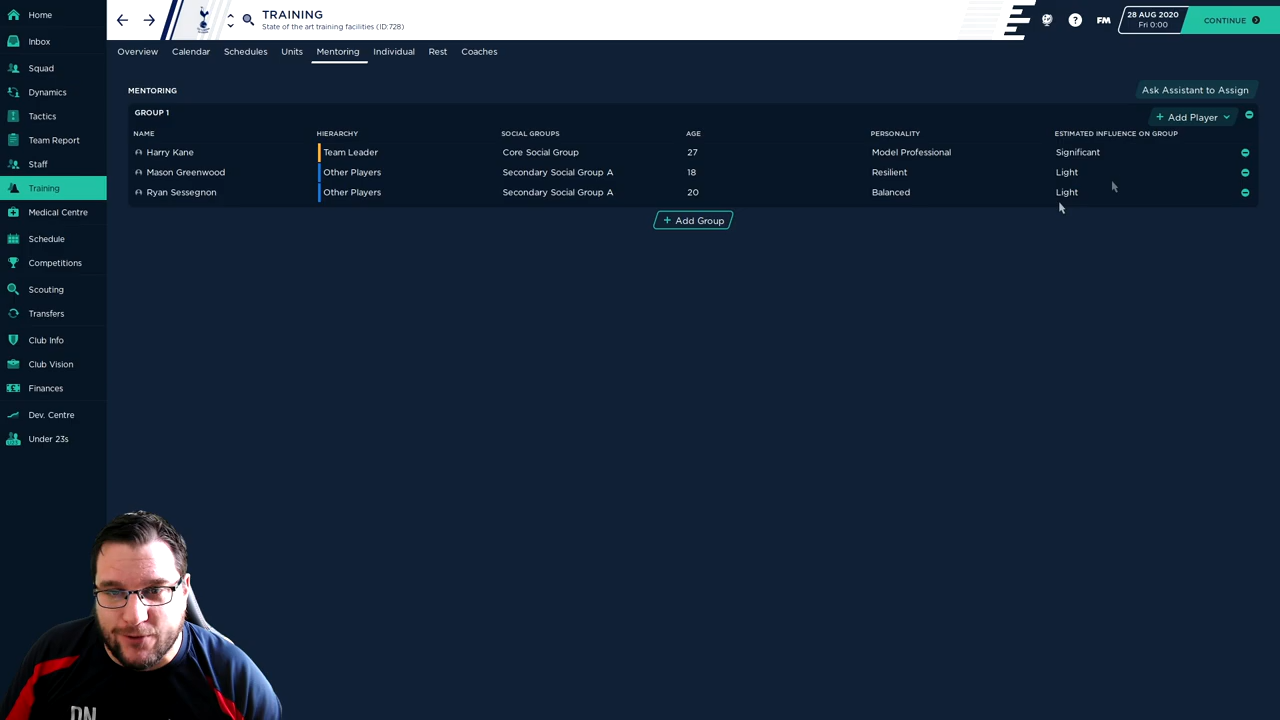 Home
Inbox
Squad
Dynamics
Tactics
Team Report
Staff
Training
Medical Centre
Schedule
Competitions
Scouting
Transfers
Club Info
Club Vision
Finances
Dev. Centre
Under 23s
TRAINING
State of the art training facilities (ID:728)
? FM
28 AUG 2020
Fri 0:00
CONTINUE
Overview Calendar Schedules Units Mentoring Individual Rest Coaches
MENTORING
Ask Assistant to Assign
GROUP 1
+ Add Player
NAME HIERARCHY SOCIAL GROUPS AGE PERSONALITY ESTIMATED INFLUENCE ON GROUP
Harry Kane Team Leader Core Social Group 27 Model Professional Significant
Mason Greenwood Other Players Secondary Social Group A 18 Resilient Light
Ryan Sessegnon Other Players Secondary Social Group A 20 Balanced Light
+ Add Group
DN